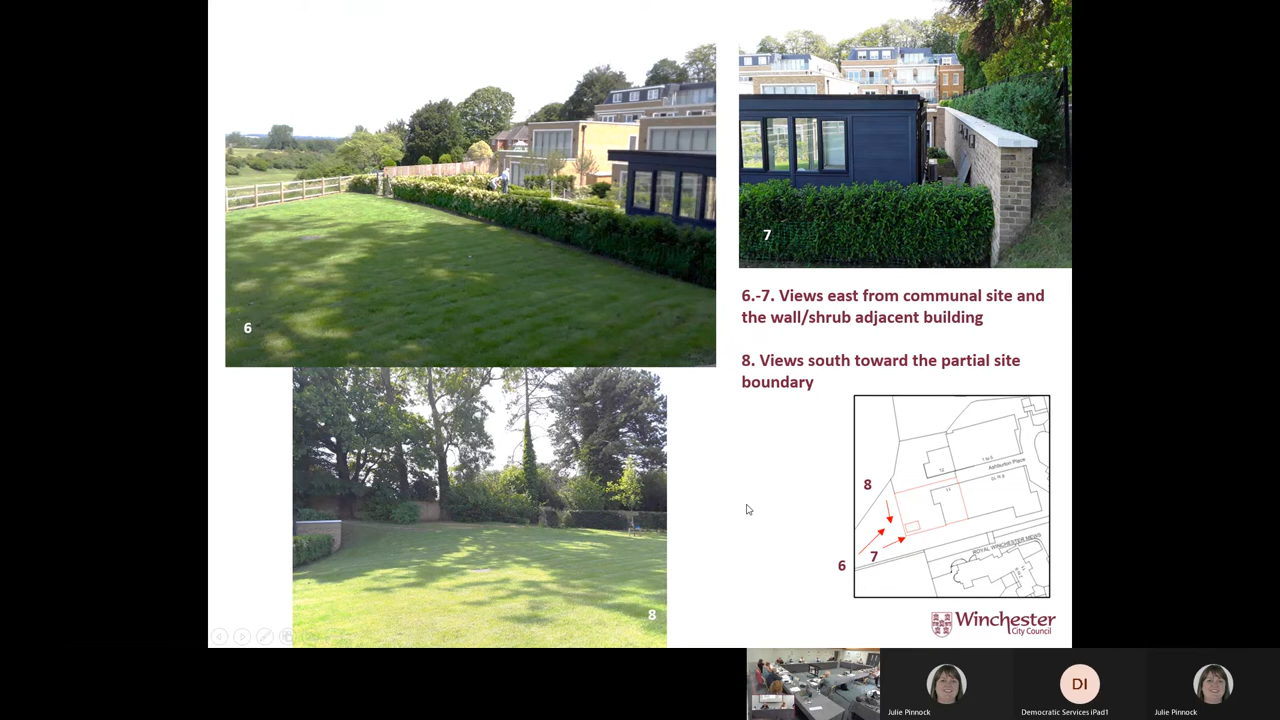 6
7
6.-7. Views east from communal site and
the wall/shrub adjacent building
8. Views south toward the partial site
boundary
8
8
7
6
Ashburton Place
ROYAL WINCHESTER MEWS
Winchester
City Council
DI
Julie Pinnock
Democratic Services iPad1
Julie Pinnock